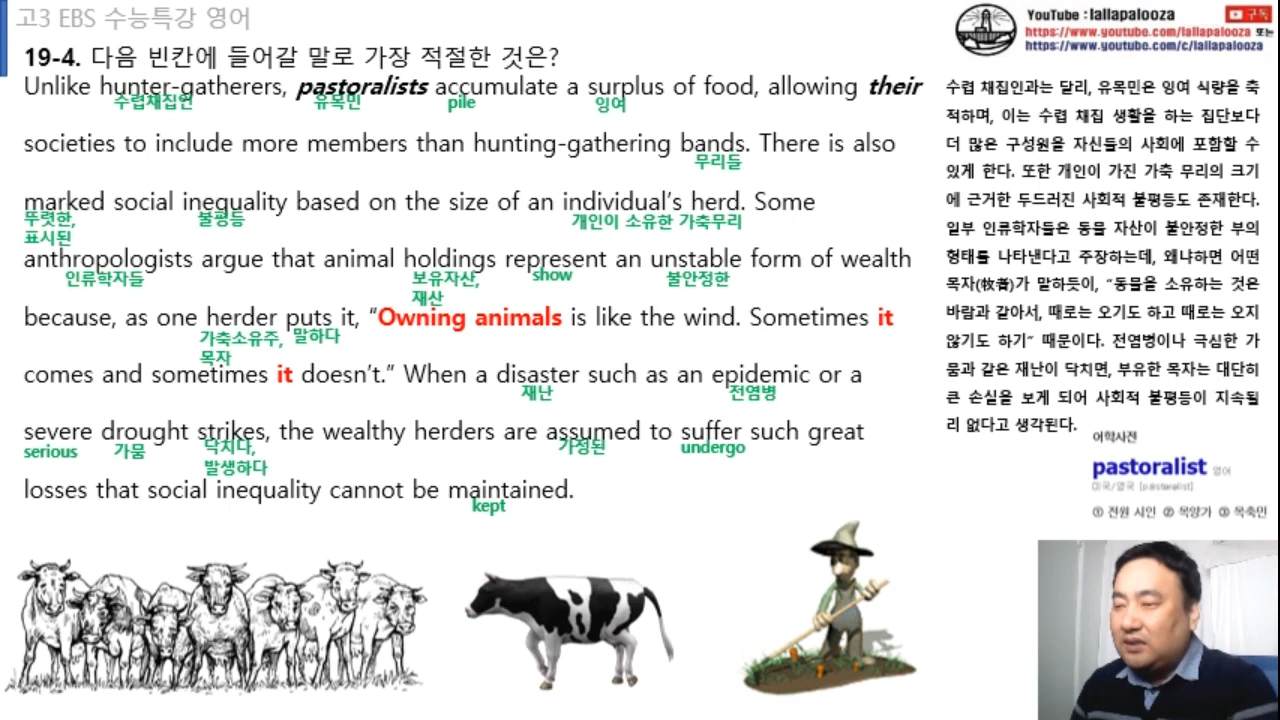 고3 EBS 수능특강 영어
19-4. 다음 빈칸에 들어갈 말로 가장 적절한 것은?
Unlike hunter-gatherers, pastoralists accumulate a surplus of food, allowing their
수렵채집인 유목민 pile 잉여
societies to include more members than hunting-gathering bands. There is also
무리들
marked social inequality based on the size of an individual's herd. Some
뚜렷한, 불평등 개인이 소유한 가축무리
표시된
anthropologists argue that animal holdings represent an unstable form of wealth
인류학자들 보유자산, show 불안정한
재산
because, as one herder puts it, “Owning animals is like the wind. Sometimes it
가축소유주, 말하다
목자
comes and sometimes it doesn't.” When a disaster such as an epidemic or a
재난 전염병
severe drought strikes, the wealthy herders are assumed to suffer such great
serious 가뭄 닥치다, 가정된 undergo
발생하다
losses that social inequality cannot be maintained.
kept
YouTube : lallapalooza 구독
https://www.youtube.com/lallapalooza 또는
https://www.youtube.com/c/lallapalooza
수렵 채집인과는 달리, 유목민은 잉여 식량을 축
적하며, 이는 수렵 채집 생활을 하는 집단보다
더 많은 구성원을 자신들의 사회에 포함할 수
있게 한다. 또한 개인이 가진 가축 무리의 크기
에 근거한 두드러진 사회적 불평등도 존재한다.
일부 인류학자들은 동물 자산이 불안정한 부의
형태를 나타낸다고 주장하는데, 왜냐하면 어떤
목자(牧者)가 말하듯이, “동물을 소유하는 것은
바람과 같아서, 때로는 오기도 하고 때로는 오지
않기도 하기” 때문이다. 전염병이나 극심한 가
뭄과 같은 재난이 닥치면, 부유한 목자는 대단히
큰 손실을 보게 되어 사회적 불평등이 지속될
리 없다고 생각된다.
어학사전
pastoralist 영어
미국/영국 [pæstərəlist]
① 전원 시인 ② 목양가 ③ 목축민